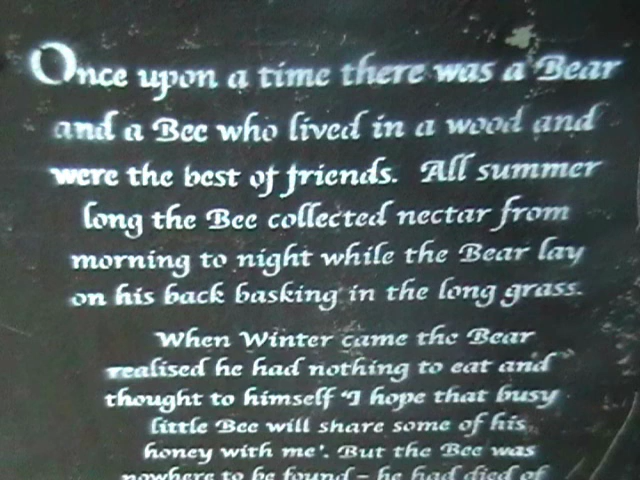 Once upon a time there was a Bear
and a Bee who lived in a wood and
were the best of friends. All summer
long the Bee collected nectar from
morning to night while the Bear lay
on his back basking in the long grass.
When Winter came the Bear
realised he had nothing to eat and
thought to himself 'I hope that busy
little Bee will share some of his
honey with me'. But the Bee was
nowhere to be found - he had died of